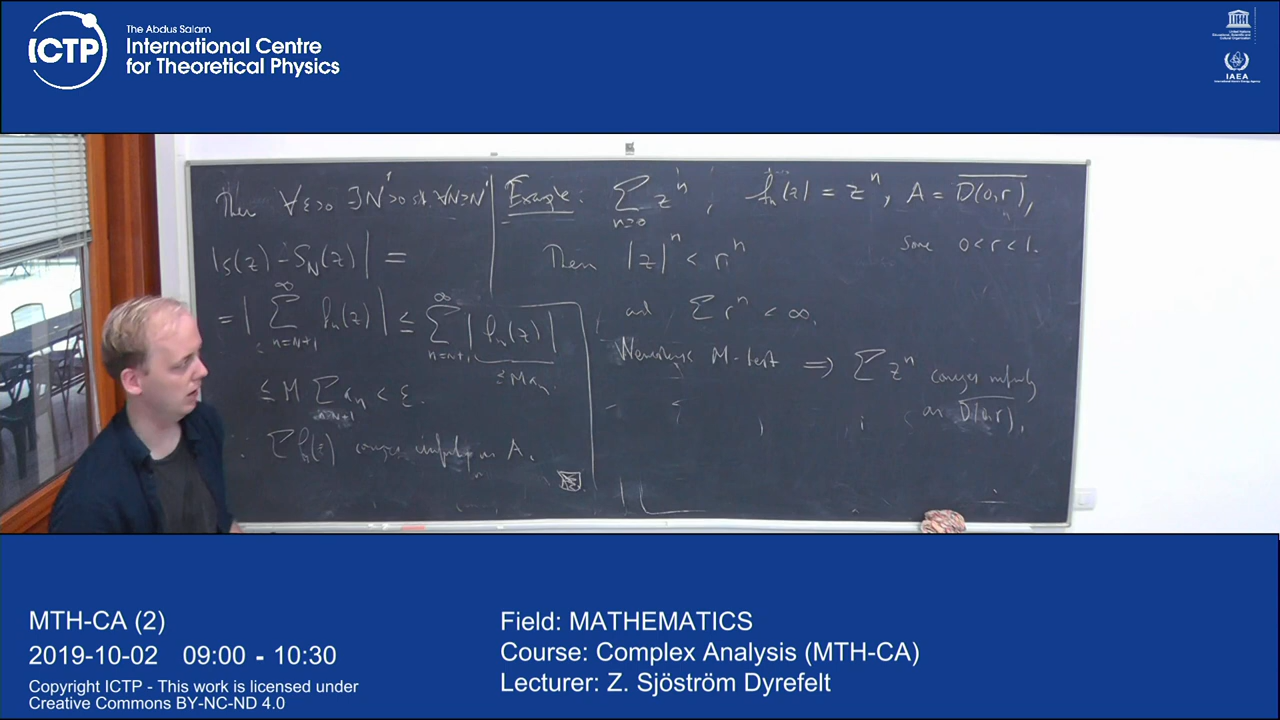 ICTP
The Abdus Salam
International Centre
for Theoretical Physics
IAEA
Then ∀ε>0 ∃N'>0 s.t. ∀N≥N'
|S(z) - S_N(z)| =
= |∑_{n=N+1}^∞ f_n(z)| ≤ ∑_{n=N+1}^∞ |f_n(z)|
≤ M a_n.
≤ M ∑_{n=N+1} a_n < ε.
∴ ∑ f_n(z) converges uniformly on A.
Example: ∑_{n≥0} z^n, f_n(z) = z^n, A = \overline{D(0,r)},
some 0<r<1.
Then |z|^n < r^n
and ∑ r^n < ∞.
Weierstrass M-test ⟹ ∑ z^n converges uniformly
on \overline{D(0,r)}.
MTH-CA (2)
2019-10-02 09:00 - 10:30
Copyright ICTP - This work is licensed under
Creative Commons BY-NC-ND 4.0
Field: MATHEMATICS
Course: Complex Analysis (MTH-CA)
Lecturer: Z. Sjöström Dyrefelt